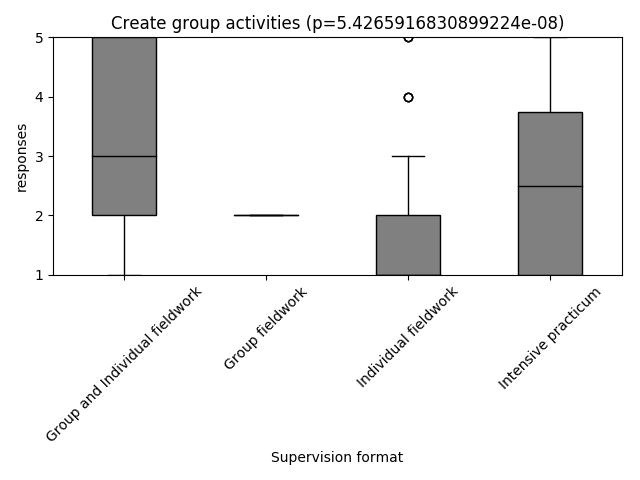 Create group activities (p=5.4265916830899224e-08)
5
4
3
2
1
responses
Group and Individual fieldwork
Group fieldwork
Individual fieldwork
Intensive practicum
Supervision format